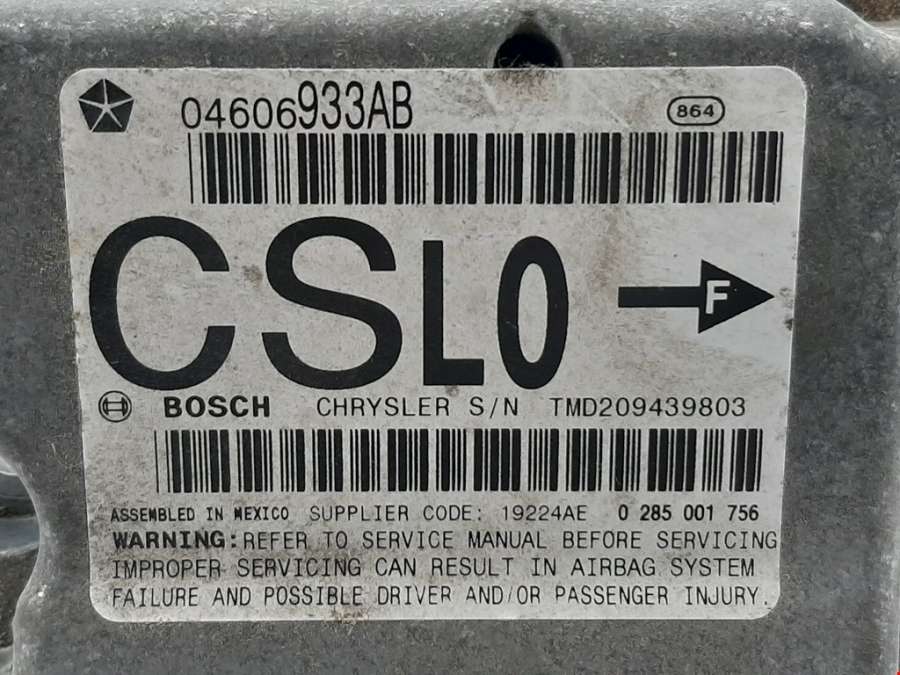 04606933AB
864
CSLO
F
BOSCH CHRYSLER S/N TMD209439803
ASSEMBLED IN MEXICO SUPPLIER CODE: 19224AE 0 285 001 756
WARNING: REFER TO SERVICE MANUAL BEFORE SERVICING
IMPROPER SERVICING CAN RESULT IN AIRBAG SYSTEM
FAILURE AND POSSIBLE DRIVER AND/OR PASSENGER INJURY.